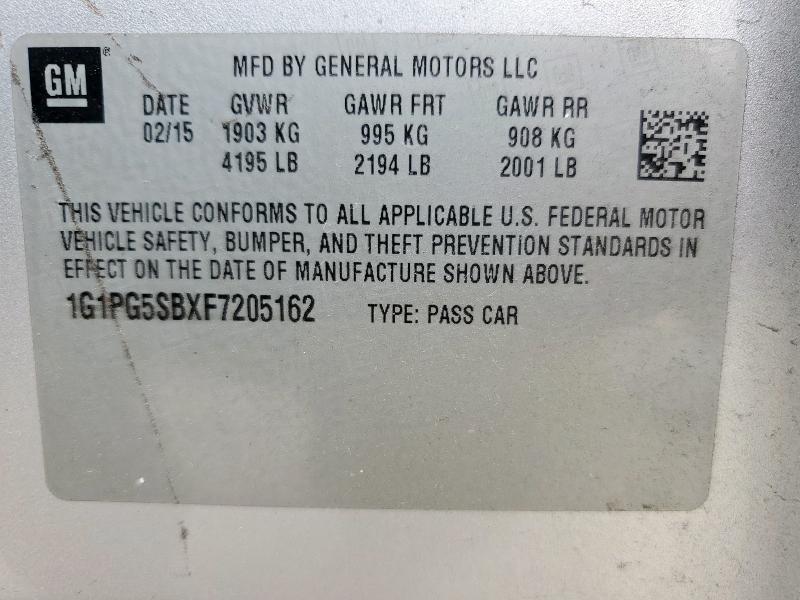 GM®
MFD BY GENERAL MOTORS LLC
DATE GVWR GAWR FRT GAWR RR
02/15 1903 KG 995 KG 908 KG
4195 LB 2194 LB 2001 LB
THIS VEHICLE CONFORMS TO ALL APPLICABLE U.S. FEDERAL MOTOR
VEHICLE SAFETY, BUMPER, AND THEFT PREVENTION STANDARDS IN
EFFECT ON THE DATE OF MANUFACTURE SHOWN ABOVE.
1G1PG5SBXF7205162 TYPE: PASS CAR